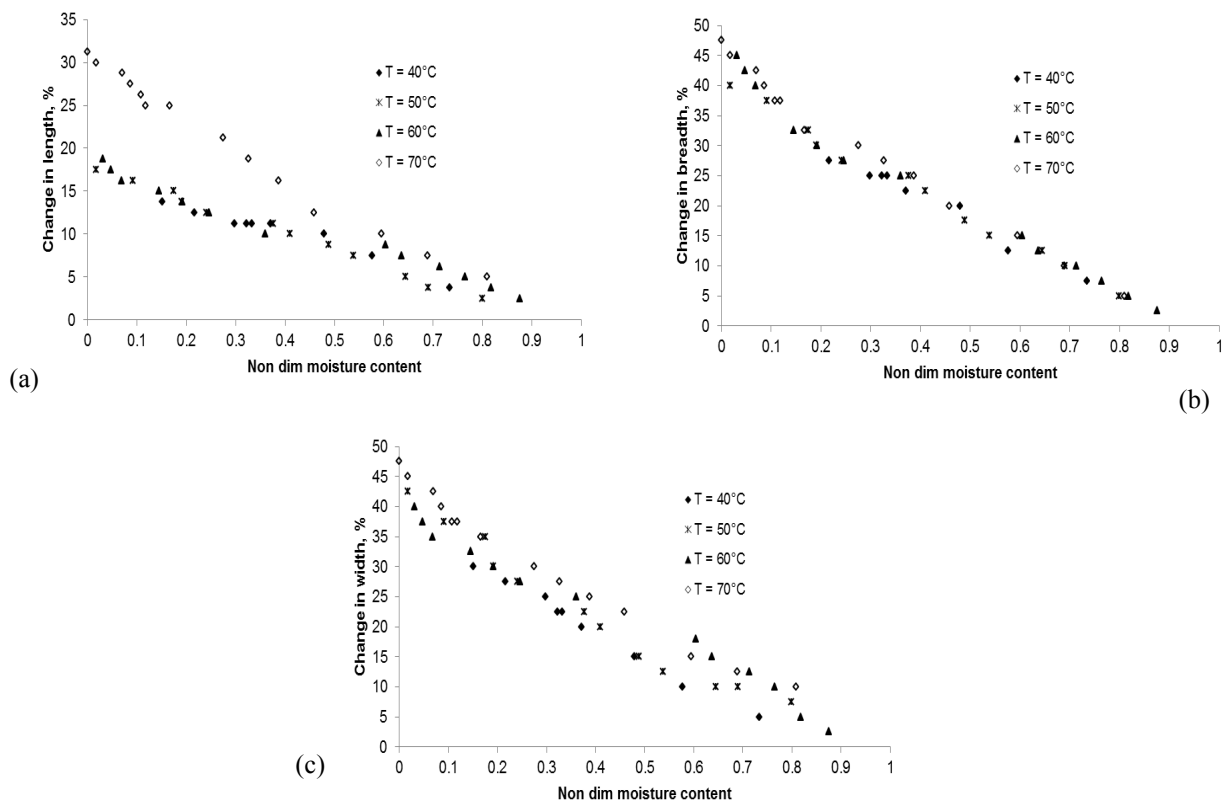 35
30
25
20
15
10
5
0
Change in length, %
T = 40°C
T = 50°C
T = 60°C
T = 70°C
0 0.1 0.2 0.3 0.4 0.5 0.6 0.7 0.8 0.9 1
Non dim moisture content
(a)
50
45
40
35
30
25
20
15
10
5
0
Change in breadth, %
T = 40°C
T = 50°C
T = 60°C
T = 70°C
0 0.1 0.2 0.3 0.4 0.5 0.6 0.7 0.8 0.9 1
Non dim moisture content
(b)
50
45
40
35
30
25
20
15
10
5
0
Change in width, %
T = 40°C
T = 50°C
T = 60°C
T = 70°C
0 0.1 0.2 0.3 0.4 0.5 0.6 0.7 0.8 0.9 1
Non dim moisture content
(c)